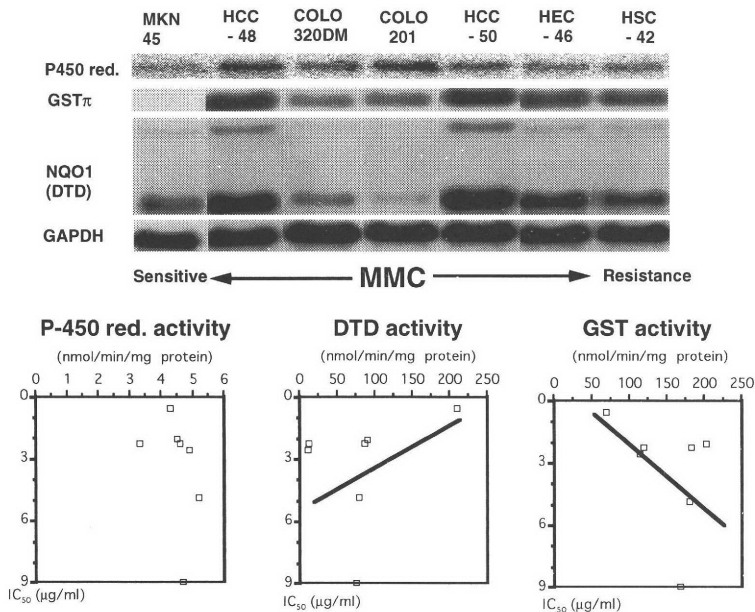 MKN HCC COLO COLO HCC HEC HSC
45 - 48 320DM 201 - 50 - 46 - 42
P450 red.
GSTπ
NQO1
(DTD)
GAPDH
Sensitive MMC Resistance
P-450 red. activity DTD activity GST activity
(nmol/min/mg protein) (nmol/min/mg protein) (nmol/min/mg protein)
0 1 2 3 4 5 6 0 50 100 150 200 250 0 50 100 150 200 250
0 0 0
3 3 3
6 6 6
9 9 9
IC50 (μg/ml) IC50 (μg/ml) IC50 (μg/ml)